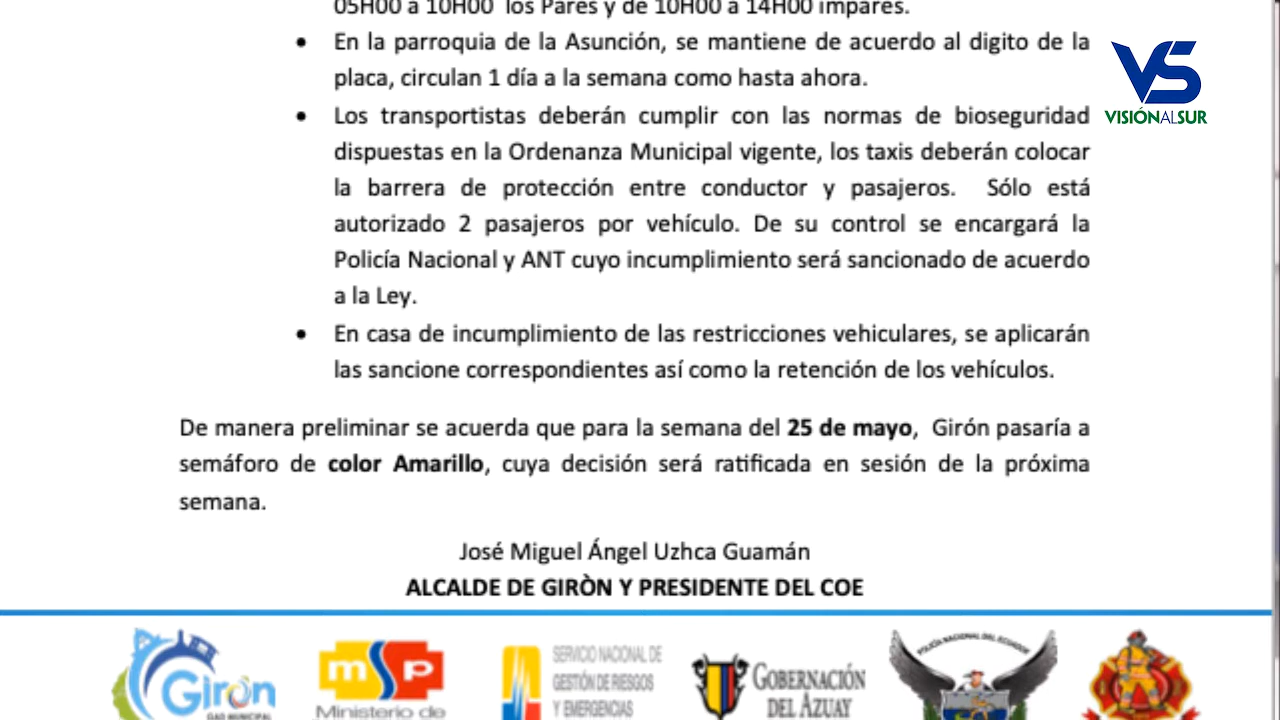 05H00 a 10H00 los Pares y de 10H00 a 14H00 impares.
• En la parroquia de la Asunción, se mantiene de acuerdo al digito de la
placa, circulan 1 día a la semana como hasta ahora.
• Los transportistas deberán cumplir con las normas de bioseguridad
dispuestas en la Ordenanza Municipal vigente, los taxis deberán colocar
la barrera de protección entre conductor y pasajeros. Sólo está
autorizado 2 pasajeros por vehículo. De su control se encargará la
Policía Nacional y ANT cuyo incumplimiento será sancionado de acuerdo
a la Ley.
• En casa de incumplimiento de las restricciones vehiculares, se aplicarán
las sancione correspondientes así como la retención de los vehículos.
De manera preliminar se acuerda que para la semana del 25 de mayo, Girón pasaría a
semáforo de color Amarillo, cuya decisión será ratificada en sesión de la próxima
semana.
José Miguel Ángel Uzhca Guamán
ALCALDE DE GIRÒN Y PRESIDENTE DEL COE
VS
VISIÓNALSUR
Girón
GAD MUNICIPAL
mSp
Ministerio de
SERVICIO NACIONAL DE
GESTIÓN DE RIESGOS
Y EMERGENCIAS
GOBERNACIÓN
DEL AZUAY
POLICÍA NACIONAL DEL ECUADOR